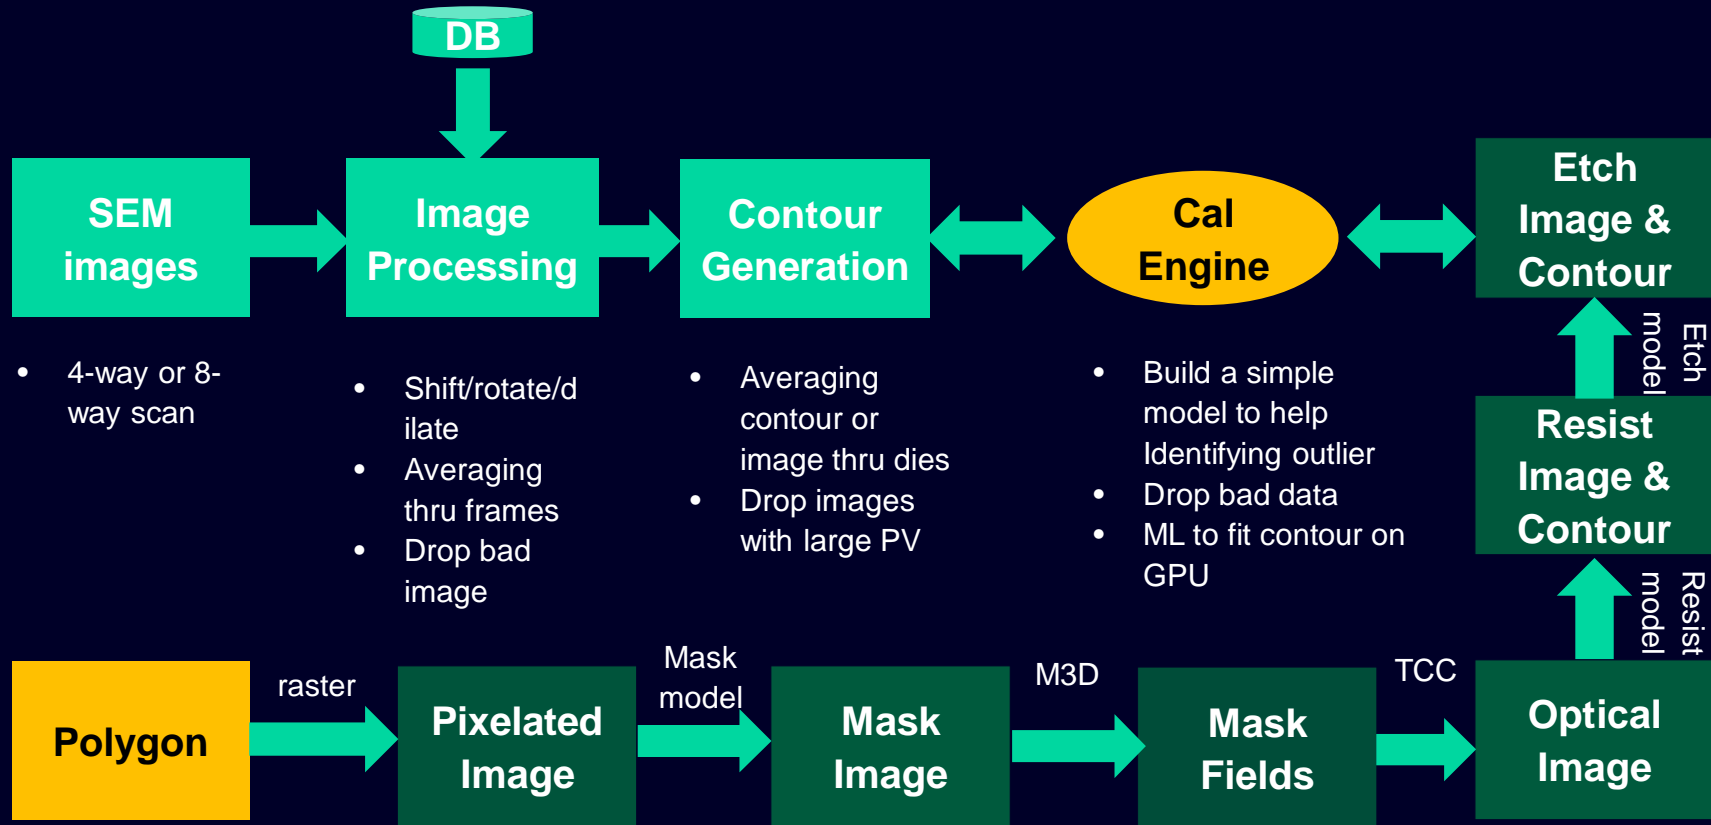 DB
SEM
images
Image
Processing
Contour
Generation
Cal
Engine
Etch
Image &
Contour
• 4-way or 8-
way scan
• Shift/rotate/d
ilate
• Averaging
thru frames
• Drop bad
image
• Averaging
contour or
image thru dies
• Drop images
with large PV
• Build a simple
model to help
Identifying outlier
• Drop bad data
• ML to fit contour on
GPU
Etch
model
Resist
Image &
Contour
Resist
model
Polygon
raster
Pixelated
Image
Mask
model
Mask
Image
M3D
Mask
Fields
TCC
Optical
Image